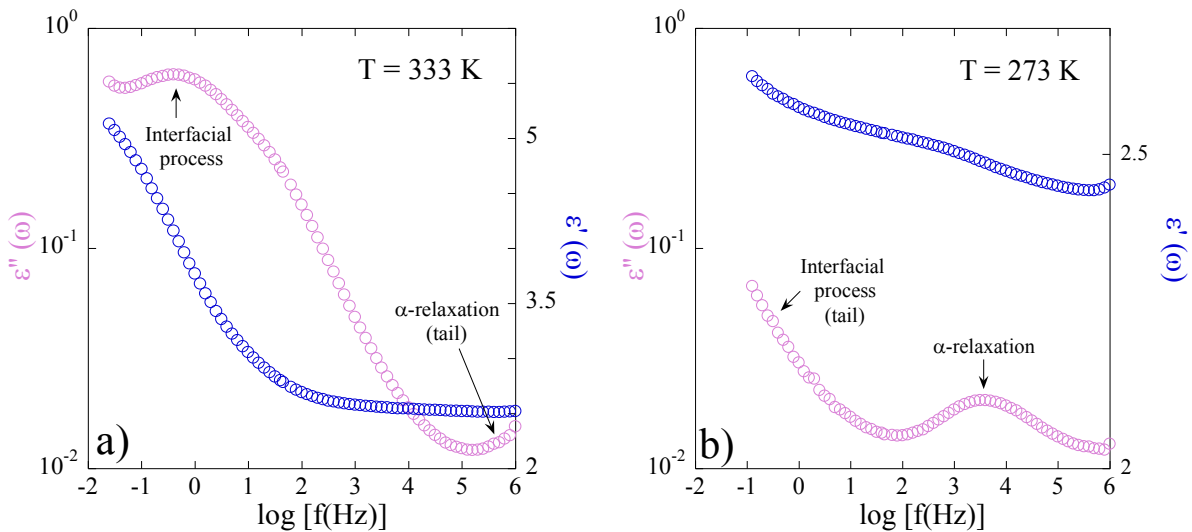 10⁰
10⁻¹
10⁻²
ε'' (ω)
T = 333 K
Interfacial
process
α-relaxation
(tail)
a)
5
3.5
2
ε' (ω)
-2 -1 0 1 2 3 4 5 6
log [f(Hz)]
10⁰
10⁻¹
10⁻²
ε'' (ω)
T = 273 K
Interfacial
process
(tail)
α-relaxation
b)
2.5
2
ε' (ω)
-2 -1 0 1 2 3 4 5 6
log [f(Hz)]